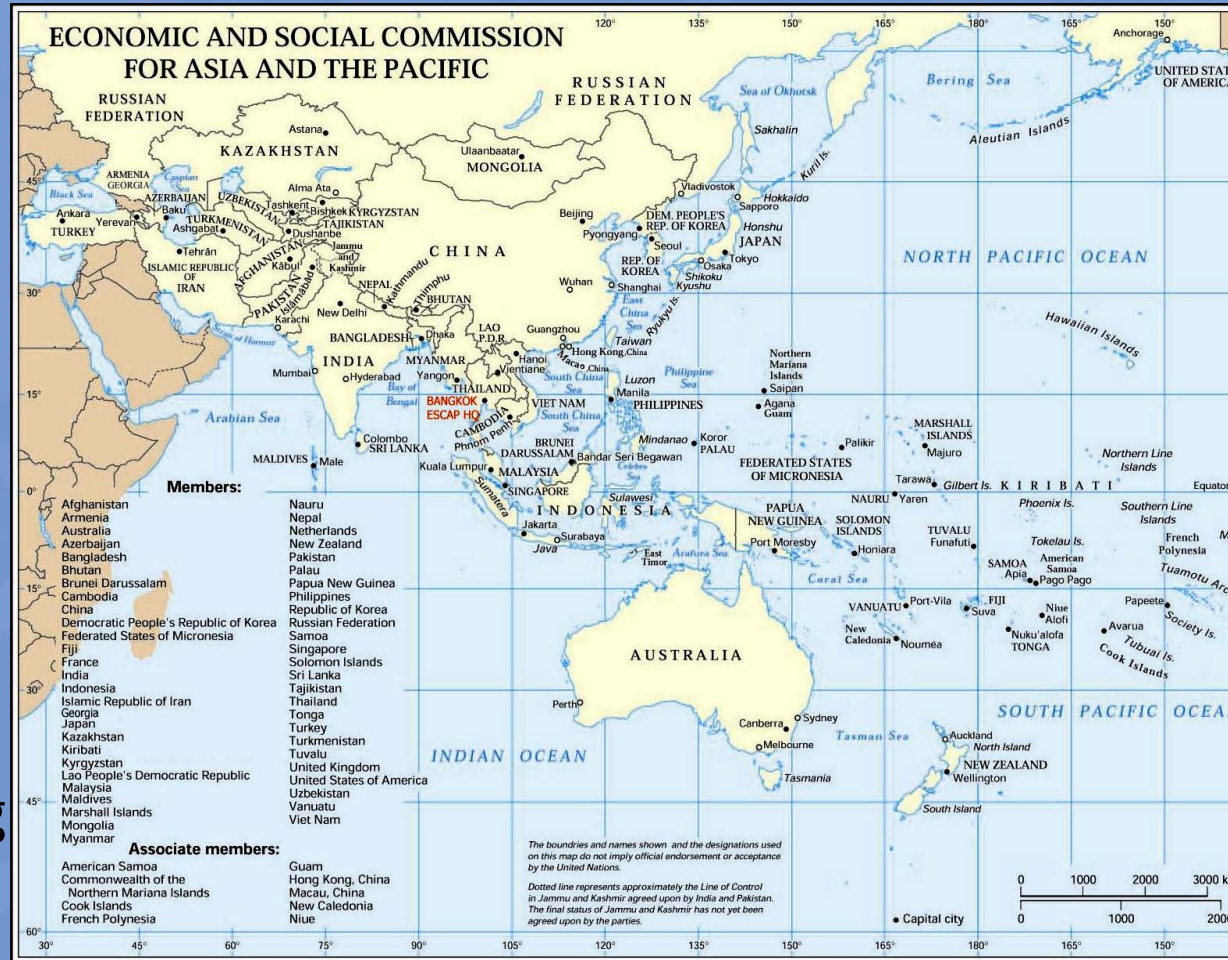 ECONOMIC AND SOCIAL COMMISSION
FOR ASIA AND THE PACIFIC
120°
135°
150°
165°
180°
165°
150°
Anchorage
UNITED STAT
OF AMERICA
RUSSIAN
FEDERATION
RUSSIAN
FEDERATION
Sea of Okhotsk
Bering Sea
Aleutian Islands
Sakhalin
Kuril Is.
Astana
KAZAKHSTAN
Ulaanbaatar
MONGOLIA
45°
ARMENIA
GEORGIA
Caspian
Sea
Black Sea
AZERBAIJAN
Baku
UZBEKISTAN
Alma Ata
Tashkent
Bishkek
KYRGYZSTAN
Ankara
TURKEY
Yerevan
TURKMENISTAN
Ashgabat
TAJIKISTAN
Dushanbe
Vladivostok
Hokkaido
Sapporo
Beijing
DEM. PEOPLE'S
REP. OF KOREA
Pyongyang
Seoul
Honshu
JAPAN
Tokyo
Osaka
REP. OF
KOREA
Shikoku
Kyushu
CHINA
NORTH PACIFIC OCEAN
Tehrān
ISLAMIC REPUBLIC
OF
IRAN
AFGHANISTAN
Kābul
Jammu
and
Kashmir
PAKISTAN
Islāmābād
Karachi
NEPAL
Kathmandu
Thimphu
BHUTAN
New Delhi
Wuhan
Shanghai
30°
East
China
Sea
Ryukyu Is.
Taiwan
Hawaiian Islands
Strait of Hormuz
BANGLADESH
Dhaka
INDIA
Mumbai
Hyderabad
MYANMAR
Yangon
LAO
P.D.R.
Hanoi
Vientiane
THAILAND
Guangzhou
Hong Kong, China
Macao, China
Bay of
Bengal
BANGKOK
ESCAP HQ
CAMBODIA
Phnom Penh
VIET NAM
South China
Sea
South China
Sea
Luzon
Manila
PHILIPPINES
Philippine
Sea
Northern
Mariana
Islands
Saipan
Agana
Guam
15°
Arabian Sea
Colombo
SRI LANKA
MALDIVES
Male
Kuala Lumpur
MALAYSIA
SINGAPORE
BRUNEI
DARUSSALAM
Bandar Seri Begawan
Mindanao
Koror
PALAU
Celebes
Sea
Palikir
FEDERATED STATES
OF MICRONESIA
MARSHALL
ISLANDS
Majuro
Northern Line
Islands
0°
Equator
Tarawa
Gilbert Is.
KIRIBATI
NAURU
Yaren
Phoenix Is.
Southern Line
Islands
Sumatera
Sulawesi
INDONESIA
Jakarta
Java
Surabaya
East
Timor
Arafura Sea
PAPUA
NEW GUINEA
Port Moresby
SOLOMON
ISLANDS
Honiara
TUVALU
Funafuti
Tokelau Is.
French
Polynesia
SAMOA
Apia
American
Samoa
Pago Pago
Tuamotu Arc
Coral Sea
VANUATU
Port-Vila
FIJI
Suva
Niue
Alofi
Papeete
Society Is.
New
Caledonia
Nouméa
Nuku'alofa
TONGA
Avarua
Tubuai Is.
Cook Islands
AUSTRALIA
Perth
Canberra
Sydney
Melbourne
Tasmania
Tasman Sea
SOUTH PACIFIC OCEA
INDIAN OCEAN
Auckland
North Island
NEW ZEALAND
Wellington
South Island
15°
30°
45°
60°
Members:
Afghanistan
Armenia
Australia
Azerbaijan
Bangladesh
Bhutan
Brunei Darussalam
Cambodia
China
Democratic People's Republic of Korea
Federated States of Micronesia
Fiji
France
India
Indonesia
Islamic Republic of Iran
Georgia
Japan
Kazakhstan
Kiribati
Kyrgyzstan
Lao People's Democratic Republic
Malaysia
Maldives
Marshall Islands
Mongolia
Myanmar
Nauru
Nepal
Netherlands
New Zealand
Pakistan
Palau
Papua New Guinea
Philippines
Republic of Korea
Russian Federation
Samoa
Singapore
Solomon Islands
Sri Lanka
Tajikistan
Thailand
Tonga
Turkey
Turkmenistan
Tuvalu
United Kingdom
United States of America
Uzbekistan
Vanuatu
Viet Nam
Associate members:
American Samoa
Commonwealth of the
Northern Mariana Islands
Cook Islands
French Polynesia
Guam
Hong Kong, China
Macau, China
New Caledonia
Niue
The boundries and names shown and the designations used
on this map do not imply official endorsement or acceptance
by the United Nations.
Dotted line represents approximately the Line of Control
in Jammu and Kashmir agreed upon by India and Pakistan.
The final status of Jammu and Kashmir has not yet been
agreed upon by the parties.
0 1000 2000 3000 k
0 1000 200
Capital city
30°
45°
60°
75°
90°
105°
120°
135°
150°
165°
180°
165°
150°